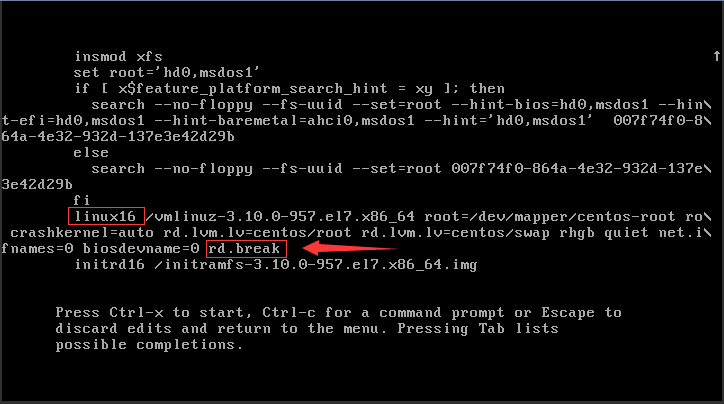 insmod xfs
set root='hd0,msdos1'
if [ x$feature_platform_search_hint = xy ]; then
search --no-floppy --fs-uuid --set=root --hint-bios=hd0,msdos1 --hin\
t-efi=hd0,msdos1 --hint-baremetal=ahci0,msdos1 --hint='hd0,msdos1'  007f74f0-8\
64a-4e32-932d-137e3e42d29b
else
search --no-floppy --fs-uuid --set=root 007f74f0-864a-4e32-932d-137e\
3e42d29b
fi
linux16 /vmlinuz-3.10.0-957.el7.x86_64 root=/dev/mapper/centos-root ro\
crashkernel=auto rd.lvm.lv=centos/root rd.lvm.lv=centos/swap rhgb quiet net.i\
fnames=0 biosdevname=0 rd.break
initrd16 /initramfs-3.10.0-957.el7.x86_64.img
Press Ctrl-x to start, Ctrl-c for a command prompt or Escape to
discard edits and return to the menu. Pressing Tab lists
possible completions.